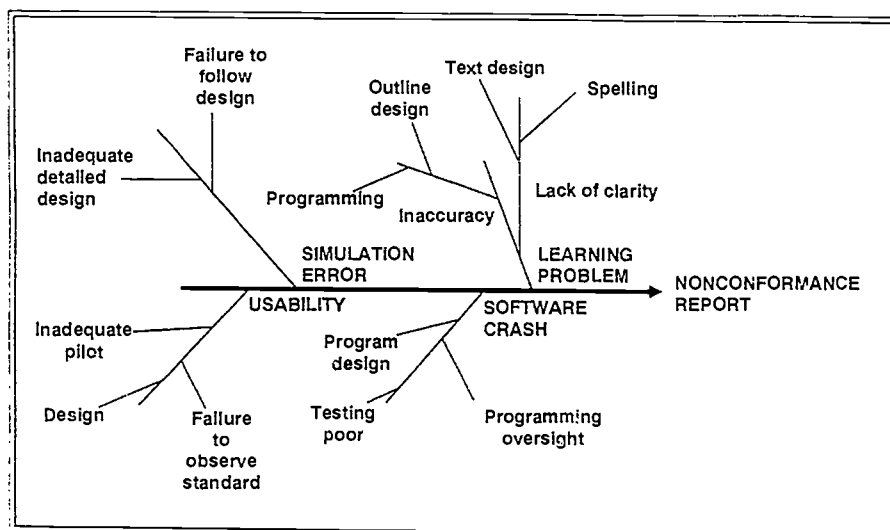 Failure to
follow
design
Text design
Outline
design
Spelling
Inadequate
detailed
design
Programming
Inaccuracy
Lack of clarity
SIMULATION
ERROR
LEARNING
PROBLEM
NONCONFORMANCE
REPORT
USABILITY
SOFTWARE
CRASH
Inadequate
pilot
Program
design
Design
Failure
to
observe
standard
Testing
poor
Programming
oversight